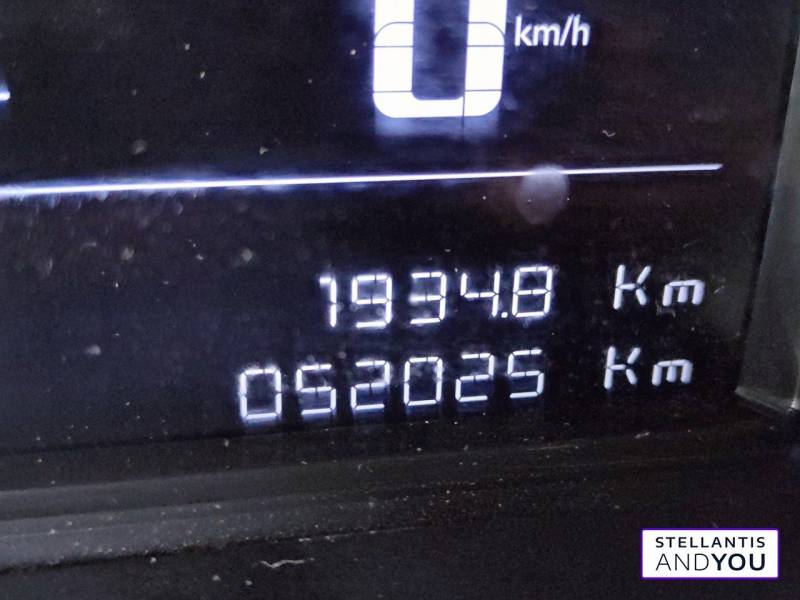 0 km/h
1934.8 Km
052025 Km
STELLANTIS
ANDYOU